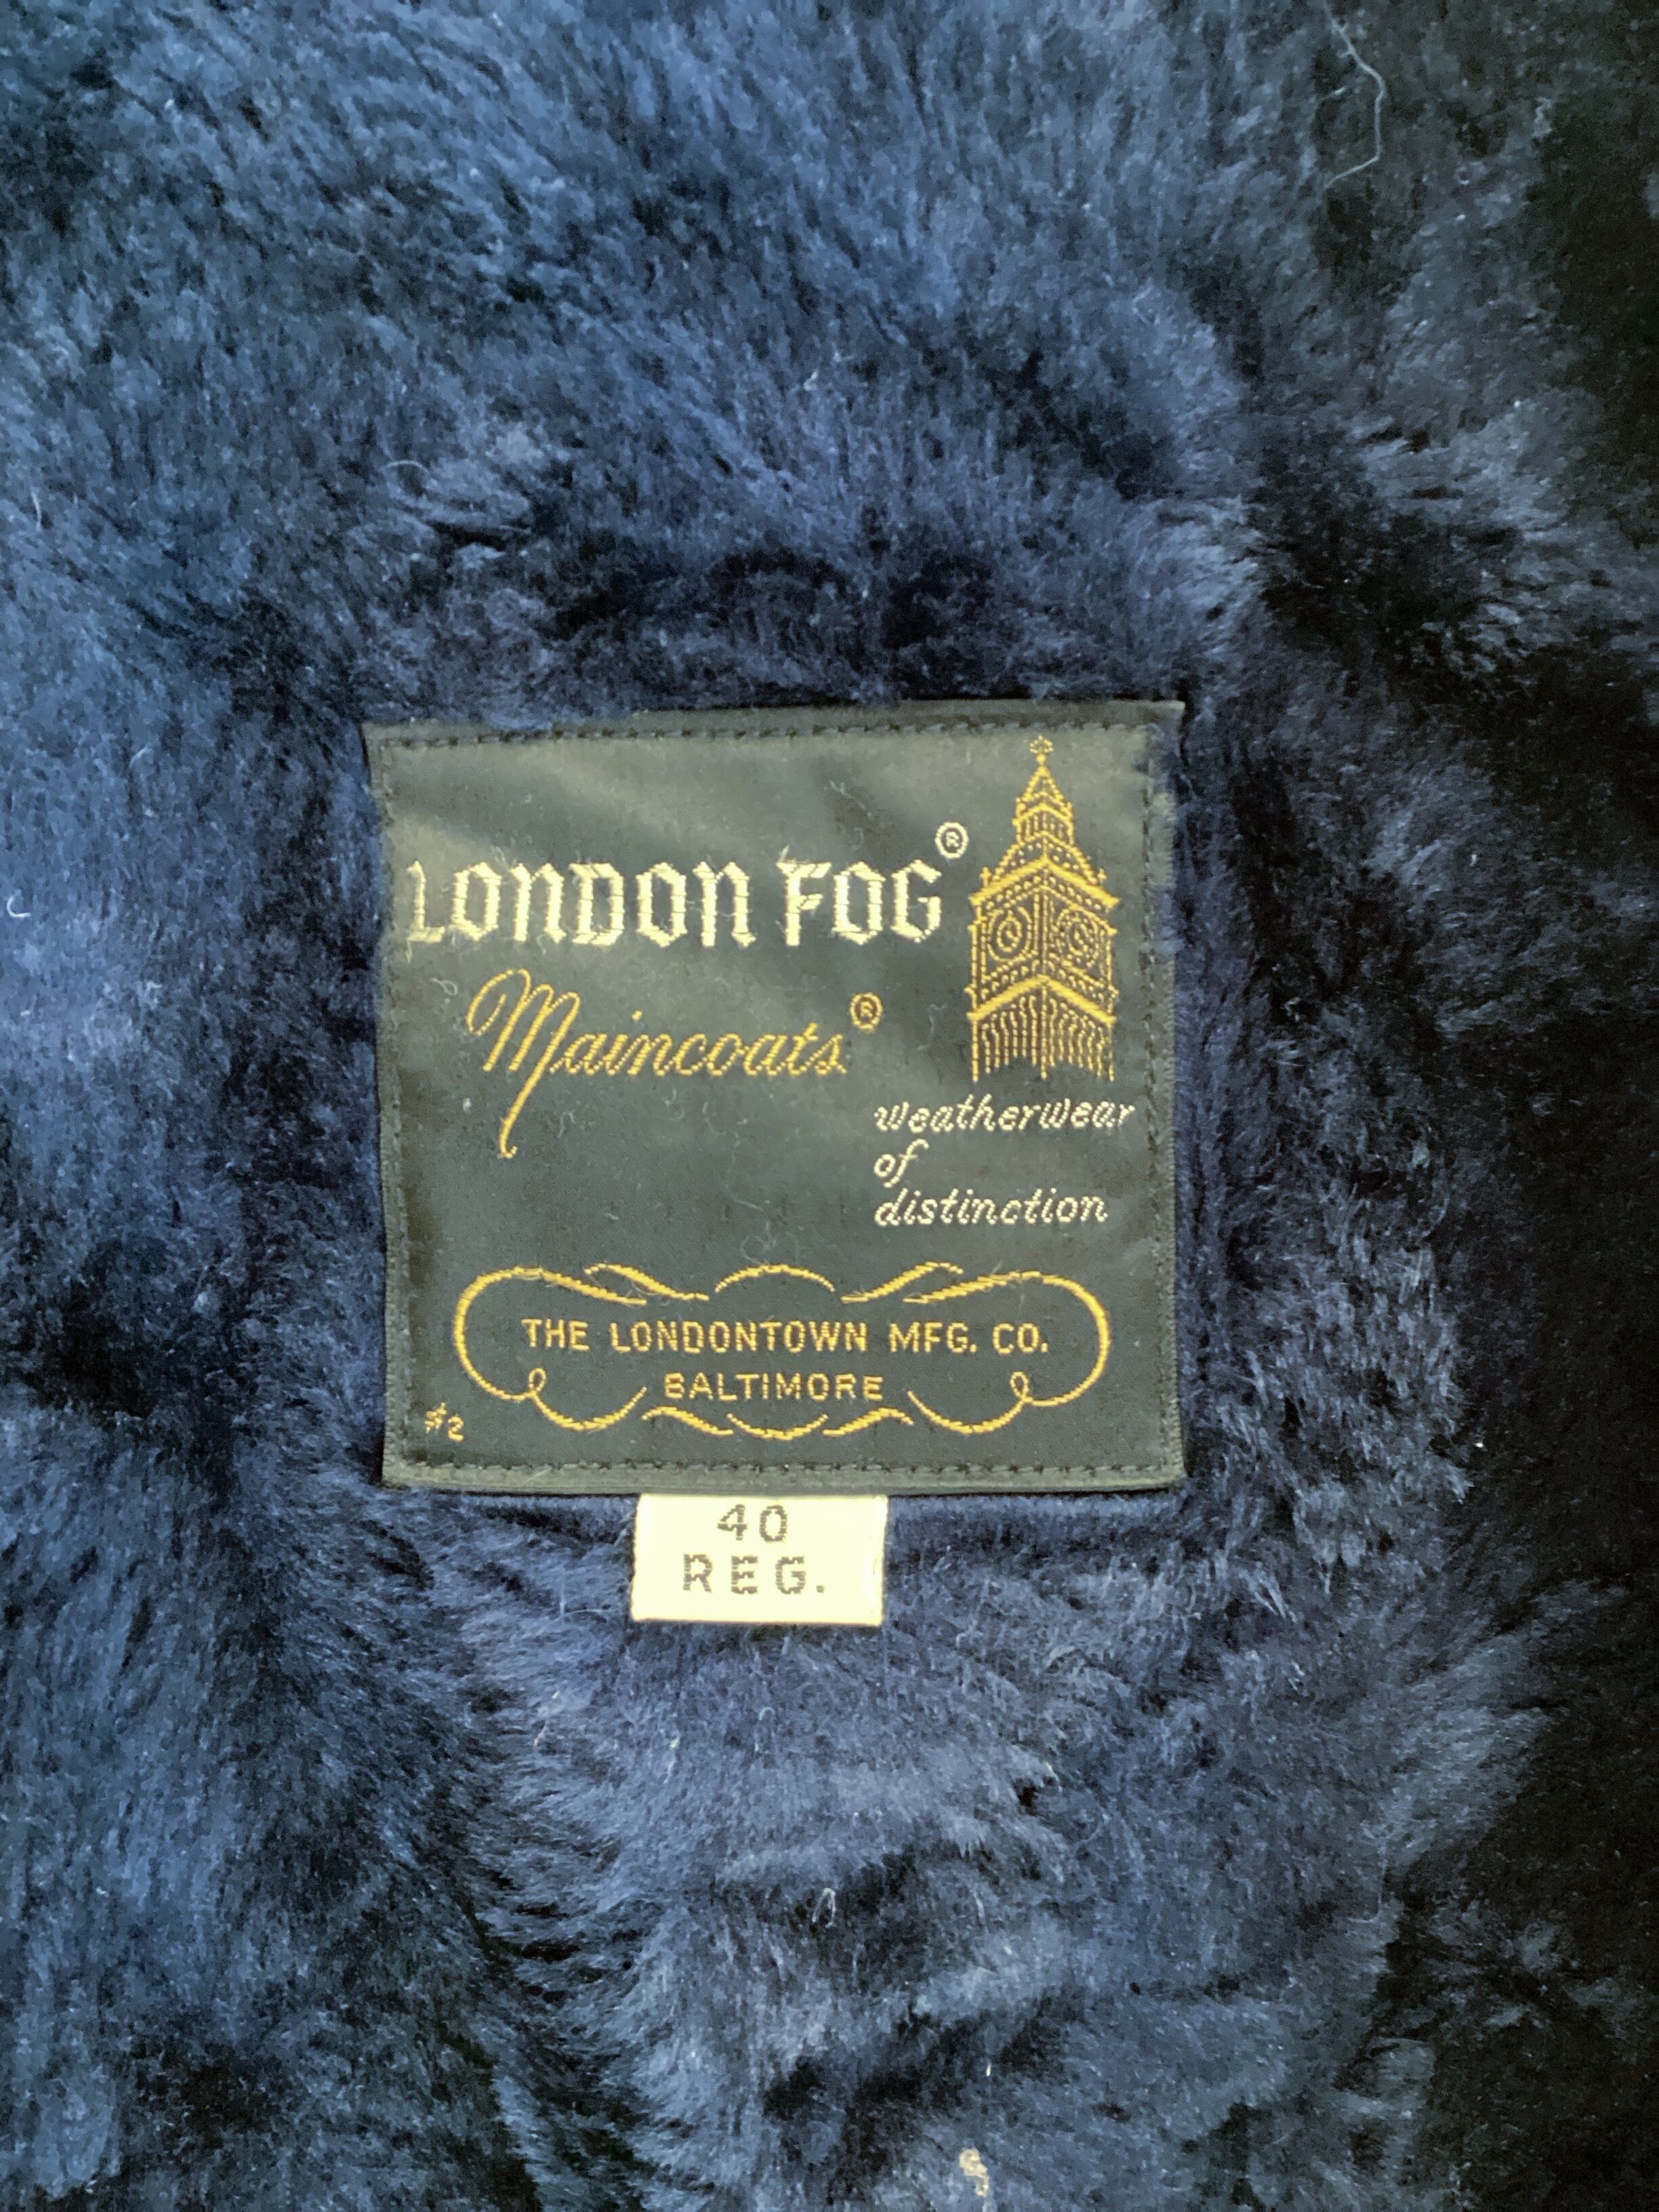 LONDON FOG®
Maincoats®
weatherwear
of
distinction
THE LONDONTOWN MFG. CO.
BALTIMORE
#2
40
REG.